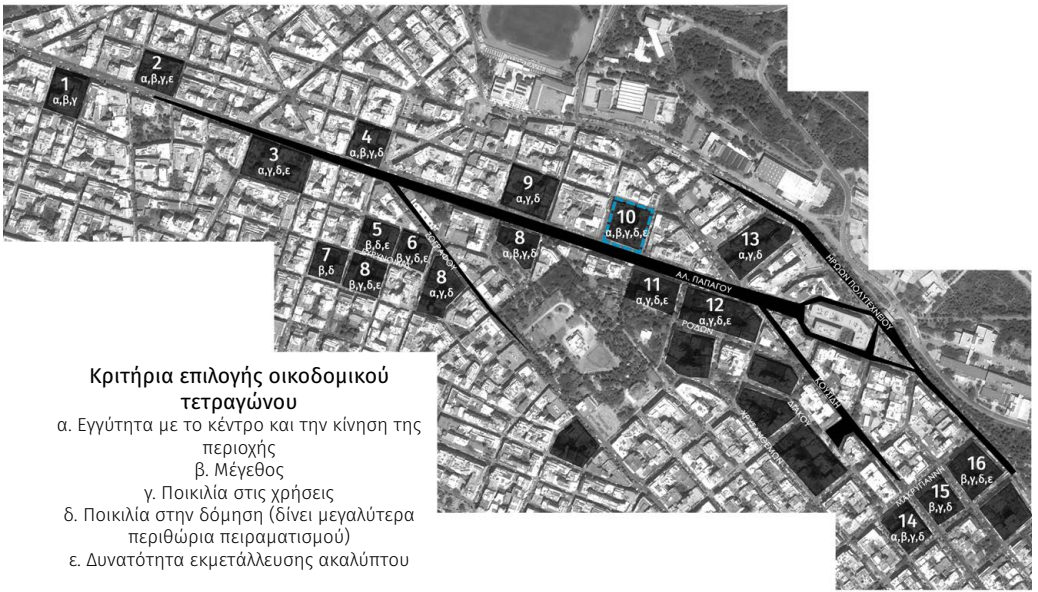 1
α,β,γ
2
α,β,γ,ε
3
α,γ,δ,ε
4
α,β,γ,δ
5
β,δ,ε
6
β,γ,δ,ε
7
β,δ
8
β,γ,δ,ε
8
α,γ,δ
ΖΩΓΡΑΦΟΥ
8
α,β,γ,δ
9
α,γ,δ
10
α,β,γ,δ,ε
ΑΛ. ΠΑΠΑΓΟΥ
11
α,γ,δ,ε
12
α,γ,δ,ε
ΡΟΔΩΝ
13
α,γ,δ
ΗΡΩΩΝ ΠΟΛΥΤΕΧΝΕΙΟΥ
ΧΡΥΣΑΝΘΕΜΩΝ
14
α,β,γ,δ
15
β,γ,δ
16
β,γ,δ,ε
Κριτήρια επιλογής οικοδομικού
τετραγώνου
α. Εγγύτητα με το κέντρο και την κίνηση της
περιοχής
β. Μέγεθος
γ. Ποικιλία στις χρήσεις
δ. Ποικιλία στην δόμηση (δίνει μεγαλύτερα
περιθώρια πειραματισμού)
ε. Δυνατότητα εκμετάλλευσης ακαλύπτου